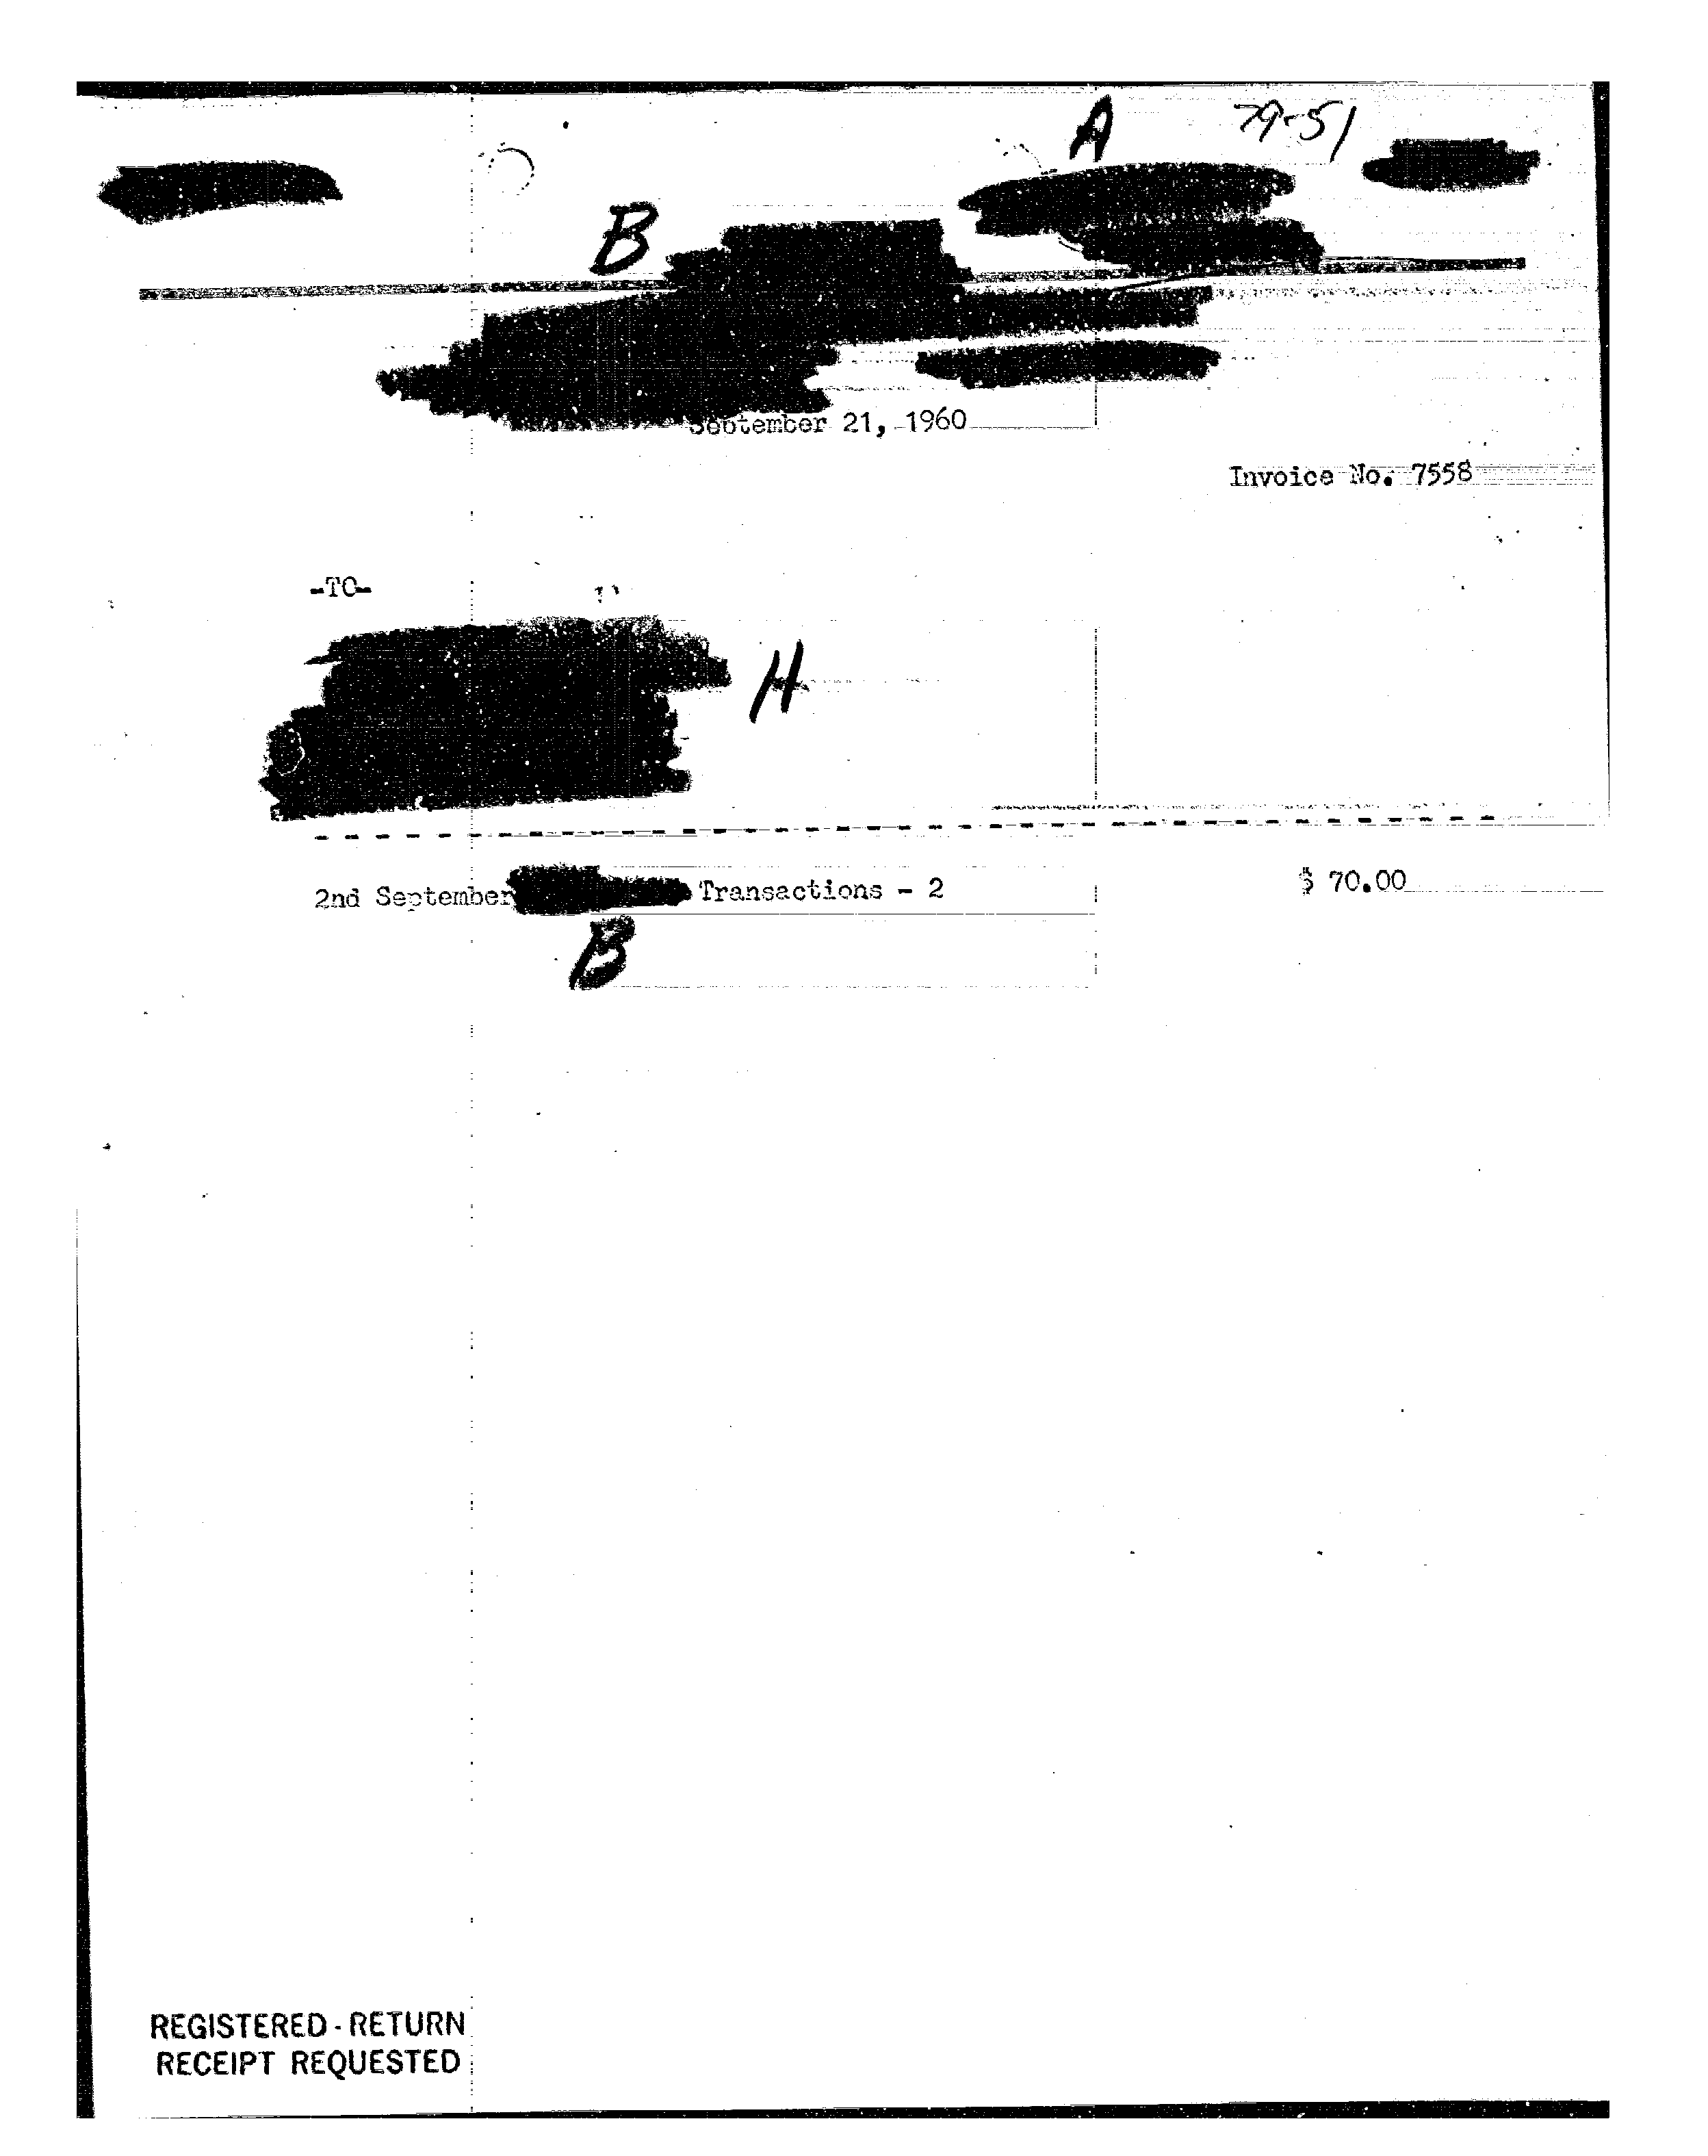 A 79-51
B
September 21, 1960
Invoice No. 7558
-TO-
H
2nd September Transactions - 2 $ 70.00
B
REGISTERED - RETURN
RECEIPT REQUESTED